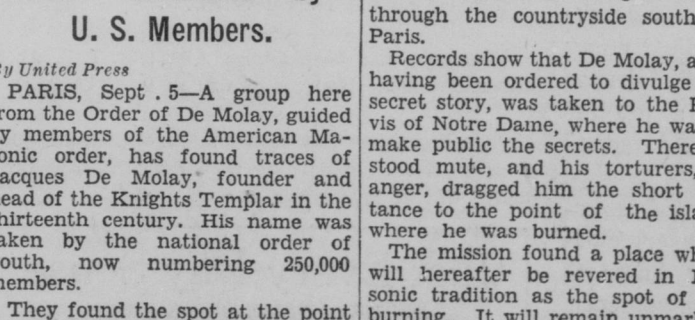 U. S. Members.
By United Press
PARIS, Sept . 5—A group here
from the Order of De Molay, guided
by members of the American Ma-
sonic order, has found traces of
Jacques De Molay, founder and
head of the Knights Templar in the
thirteenth century. His name was
taken by the national order of
youth, now numbering 250,000
members.
They found the spot at the point
through the countryside south
Paris.
Records show that De Molay, a
having been ordered to divulge
secret story, was taken to the
vis of Notre Dame, where he wa
make public the secrets. There
stood mute, and his torturers,
anger, dragged him the short
tance to the point of the isla
where he was burned.
The mission found a place wh
will hereafter be revered in
sonic tradition as the spot of
burning. It will remain unmar